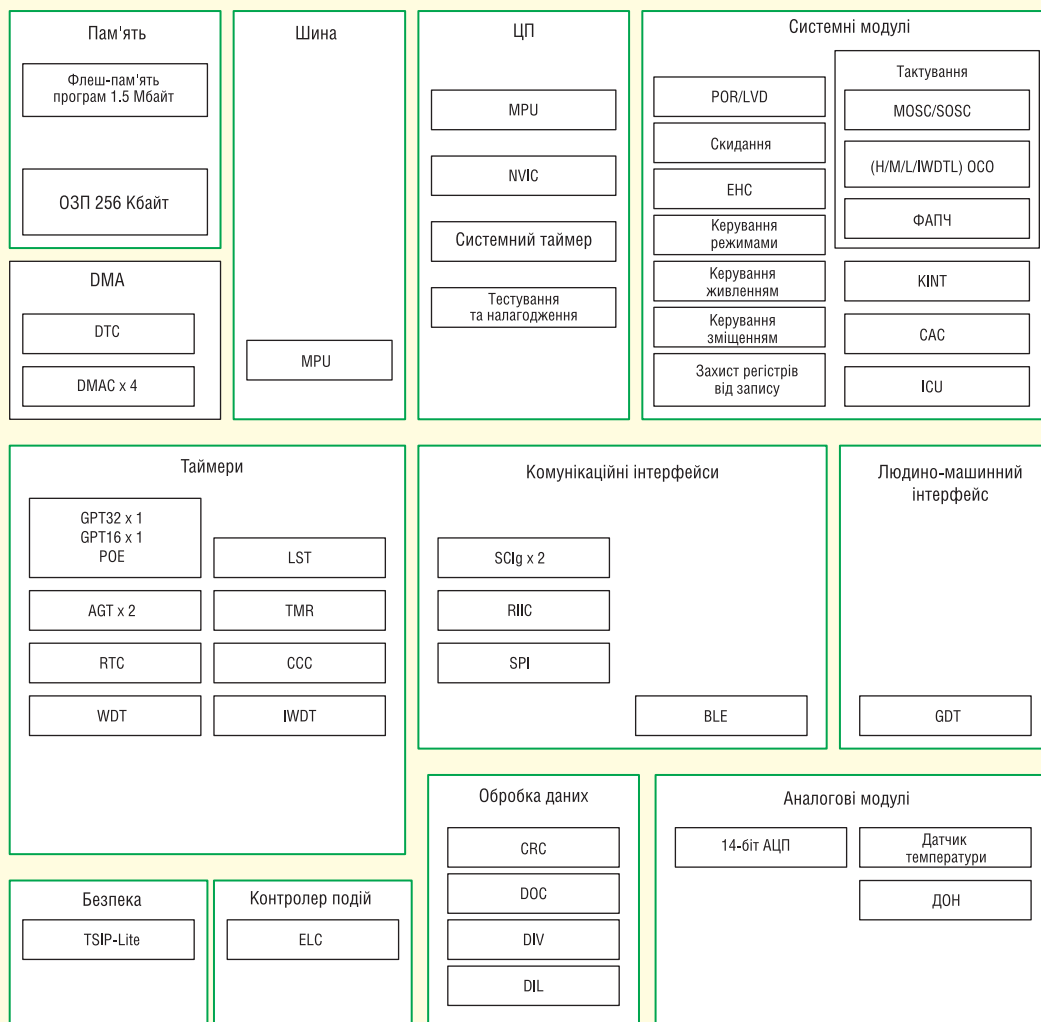 Пам'ять
Флеш-пам'ять
програм 1.5 Мбайт
ОЗП 256 Кбайт
DMA
DTC
DMAC x 4
Шина
MPU
ЦП
MPU
NVIC
Системний таймер
Тестування
та налагодження
Системні модулі
POR/LVD
Скидання
ЕНС
Керування
режимами
Керування
живленням
Керування
зміщенням
Захист регістрів
від запису
Тактування
MOSC/SOSC
(H/M/L/IWDTL) OCO
ФАПЧ
KINT
CAC
ICU
Таймери
GPT32 x 1
GPT16 x 1
POE
AGT x 2
RTC
WDT
LST
TMR
CCC
IWDT
Комунікаційні інтерфейси
SCIg x 2
RIIC
SPI
BLE
Людино-машинний
інтерфейс
GDT
Безпека
TSIP-Lite
Контролер подій
ELC
Обробка даних
CRC
DOC
DIV
DIL
Аналогові модулі
14-біт АЦП
Датчик
температури
ДОН